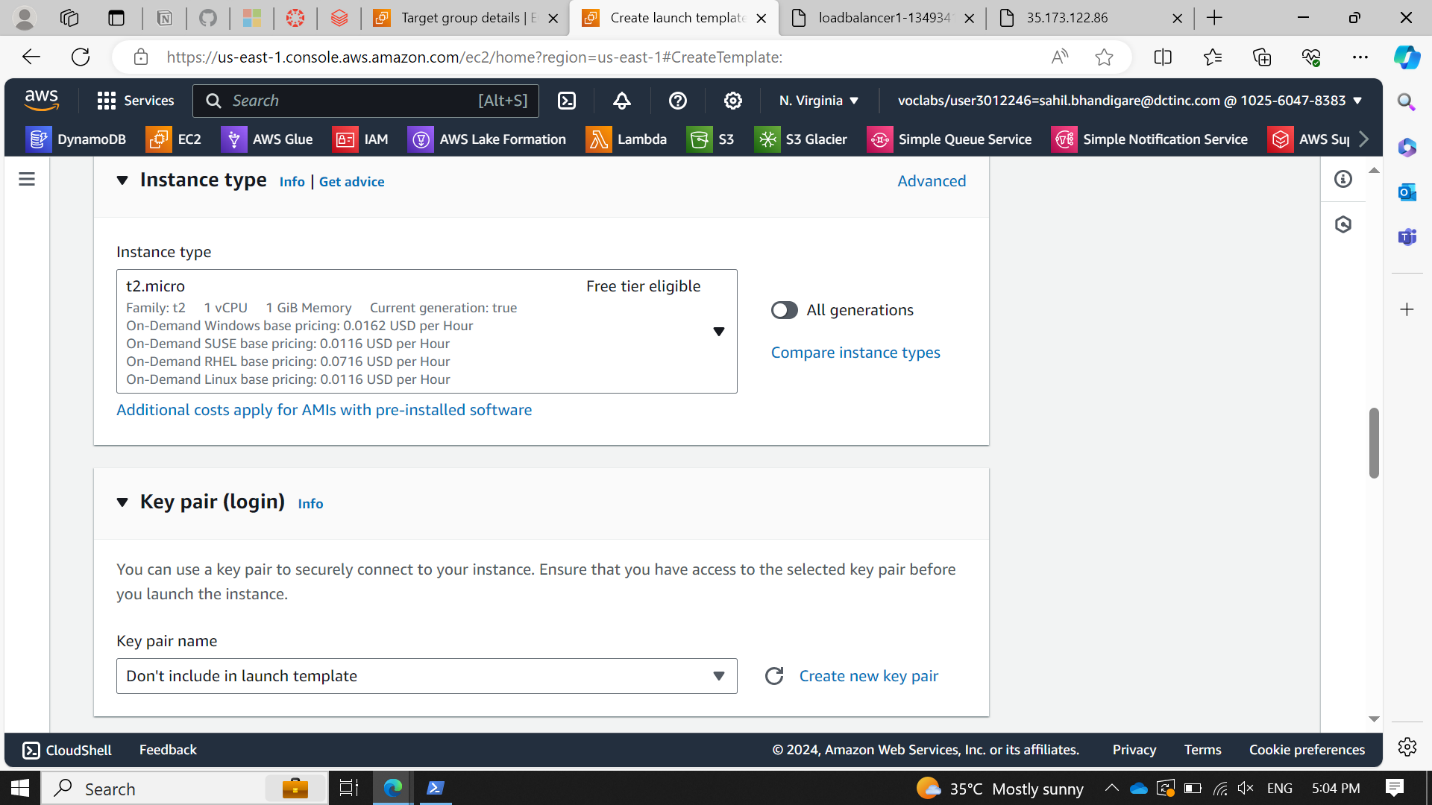 Target group details | E
Create launch template
loadbalancer1-134934
35.173.122.86
https://us-east-1.console.aws.amazon.com/ec2/home?region=us-east-1#CreateTemplate:
aws
Services
Search
[Alt+S]
N. Virginia
voclabs/user3012246=sahil.bhandigare@dctinc.com @ 1025-6047-8383
DynamoDB
EC2
AWS Glue
IAM
AWS Lake Formation
Lambda
S3
S3 Glacier
Simple Queue Service
Simple Notification Service
AWS Sup
Instance type
Info | Get advice
Advanced
Instance type
t2.micro
Free tier eligible
Family: t2 1 vCPU 1 GiB Memory Current generation: true
On-Demand Windows base pricing: 0.0162 USD per Hour
On-Demand SUSE base pricing: 0.0116 USD per Hour
On-Demand RHEL base pricing: 0.0716 USD per Hour
On-Demand Linux base pricing: 0.0116 USD per Hour
All generations
Compare instance types
Additional costs apply for AMIs with pre-installed software
Key pair (login)
Info
You can use a key pair to securely connect to your instance. Ensure that you have access to the selected key pair before
you launch the instance.
Key pair name
Don't include in launch template
Create new key pair
CloudShell
Feedback
© 2024, Amazon Web Services, Inc. or its affiliates.
Privacy
Terms
Cookie preferences
Search
35°C Mostly sunny
ENG
5:04 PM